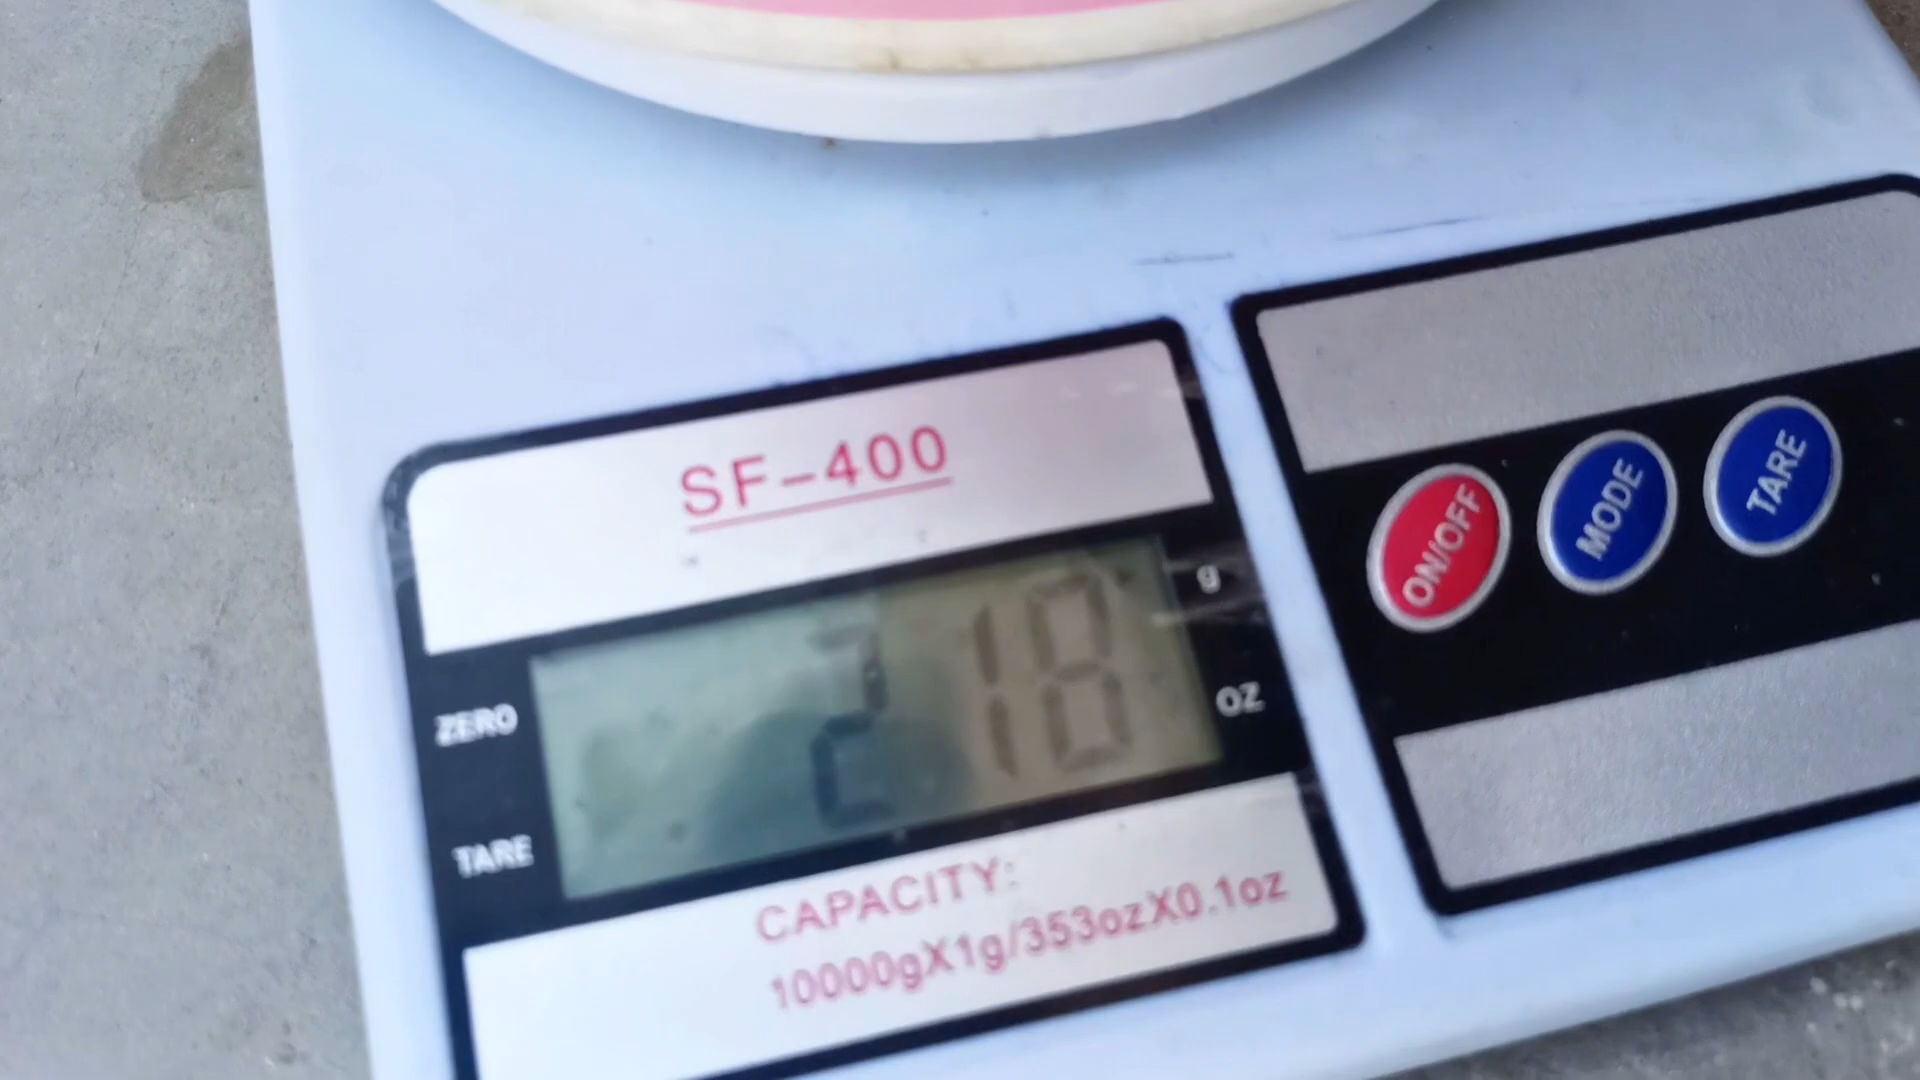 SF-400
218
g
OZ
ZERO
TARE
CAPACITY:
10000gX1g/353ozX0.1oz
ON/OFF
MODE
TARE